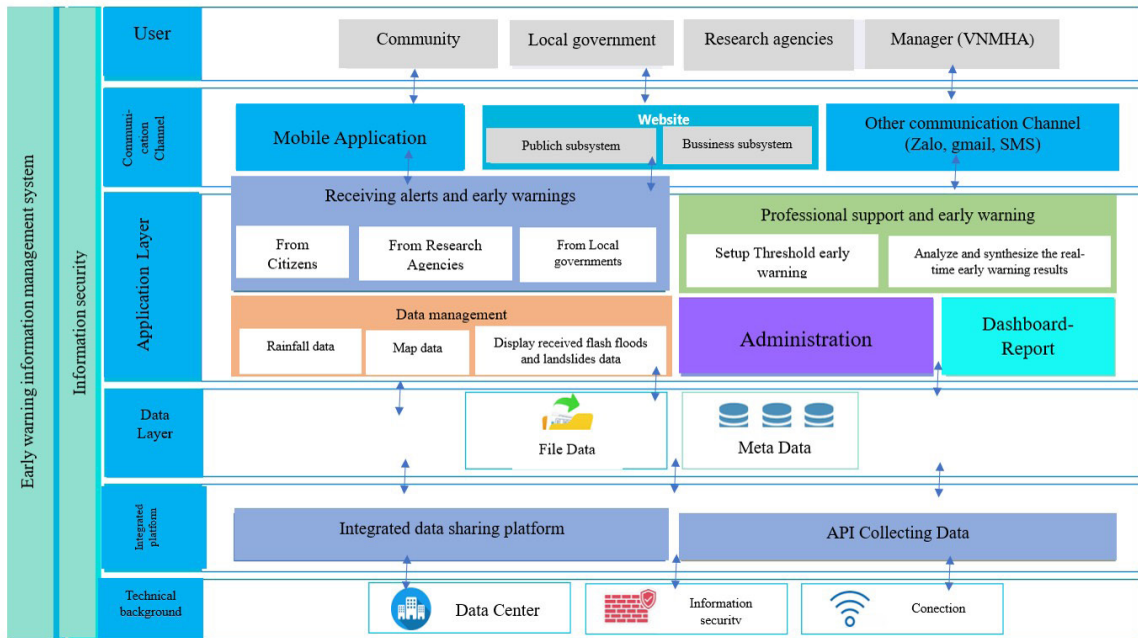 Early warning information management system
Information security
User
Community
Local government
Research agencies
Manager (VNMHA)
Communi-
cation
Channel
Mobile Application
Website
Publich subsystem
Bussiness subsystem
Other communication Channel
(Zalo, gmail, SMS)
Application Layer
Receiving alerts and early warnings
From
Citizens
From Research
Agencies
From Local
governments
Professional support and early warning
Setup Threshold early
warning
Analyze and synthesize the real-
time early warning results
Data management
Rainfall data
Map data
Display received flash floods
and landslides data
Administration
Dashboard-
Report
Data
Layer
File Data
Meta Data
Integrated
platform
Integrated data sharing platform
API Collecting Data
Technical
background
Data Center
Information
security
Conection